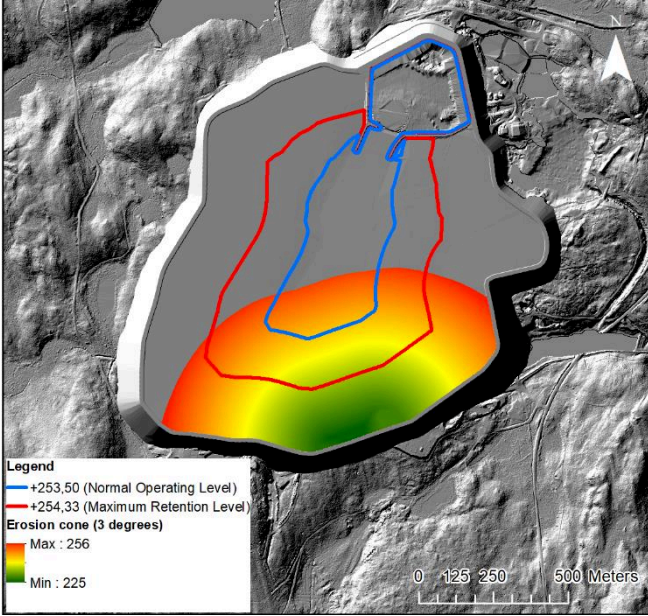 N
Legend
+253,50 (Normal Operating Level)
+254,33 (Maximum Retention Level)
Erosion cone (3 degrees)
Max : 256
Min : 225
0 125 250 500 Meters